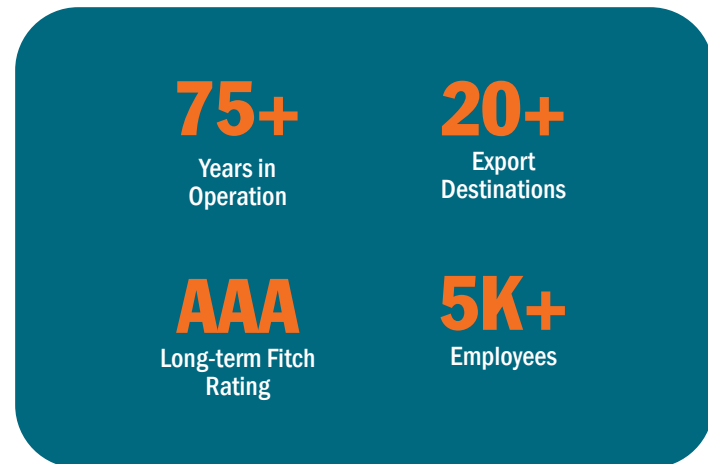 75+
Years in
Operation
20+
Export
Destinations
AAA
Long-term Fitch
Rating
5K+
Employees